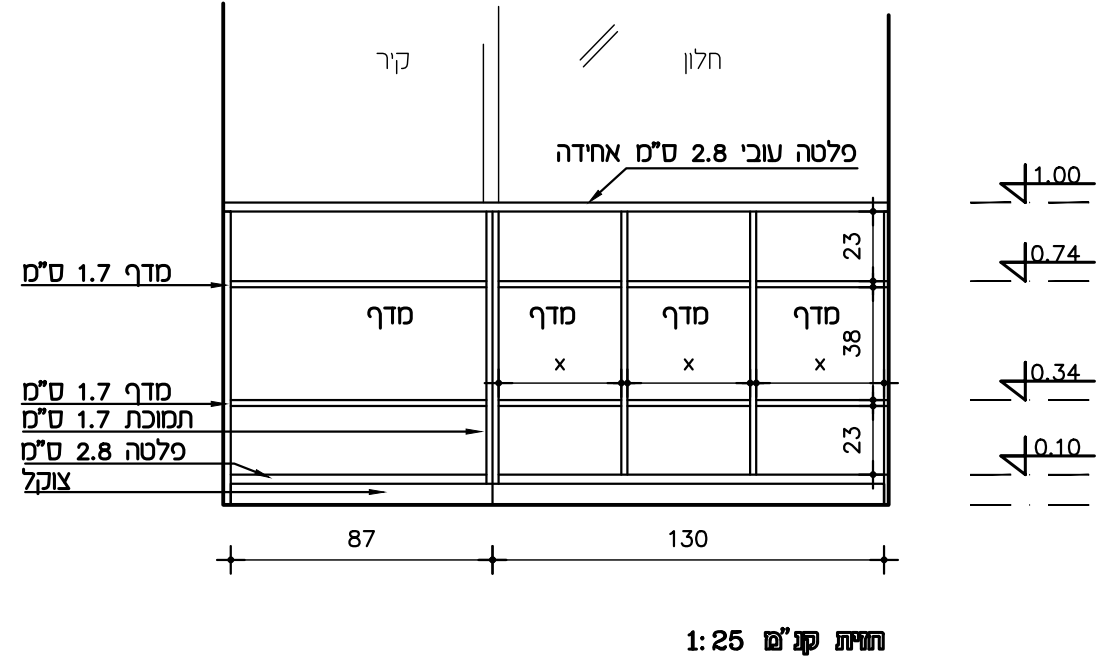 קיר
חלון
פלטה עובי 2.8 ס"מ אחידה
1.00
23
0.74
מדף 1.7 ס"מ
מדף
מדף
מדף
מדף
38
x
x
x
0.34
מדף 1.7 ס"מ
תמוכת 1.7 ס"מ
23
0.10
פלטה 2.8 ס"מ
צוקל
87
130
חזית קנ"מ 1:25